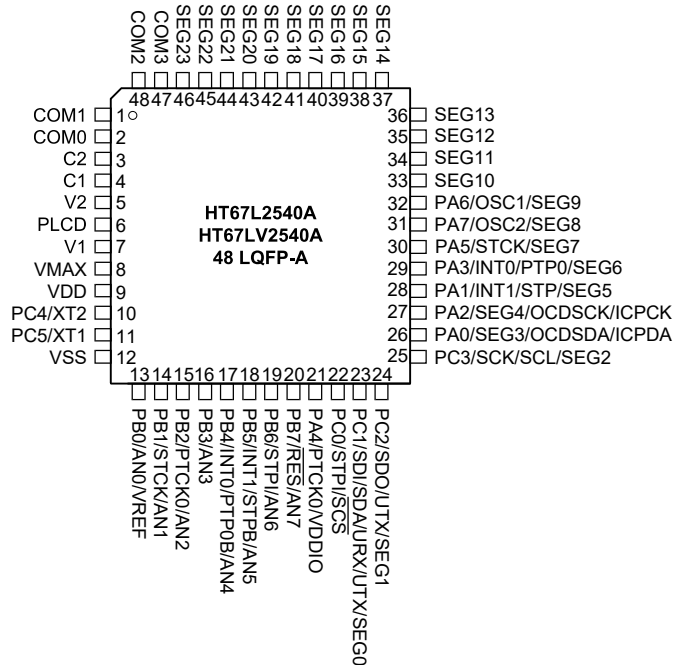 COM2
COM3
SEG23
SEG22
SEG21
SEG20
SEG19
SEG18
SEG17
SEG16
SEG15
SEG14
48
47
46
45
44
43
42
41
40
39
38
37
COM1 1
COM0 2
C2 3
C1 4
V2 5
PLCD 6
V1 7
VMAX 8
VDD 9
PC4/XT2 10
PC5/XT1 11
VSS 12
HT67L2540A
HT67LV2540A
48 LQFP-A
36 SEG13
35 SEG12
34 SEG11
33 SEG10
32 PA6/OSC1/SEG9
31 PA7/OSC2/SEG8
30 PA5/STCK/SEG7
29 PA3/INT0/PTP0/SEG6
28 PA1/INT1/STP/SEG5
27 PA2/SEG4/OCDSCK/ICPCK
26 PA0/SEG3/OCDSDA/ICPDA
25 PC3/SCK/SCL/SEG2
13
14
15
16
17
18
19
20
21
22
23
24
PB0/AN0/VREF
PB1/STCK/AN1
PB2/PTCK0/AN2
PB3/AN3
PB4/INT0/PTP0B/AN4
PB5/INT1/STPB/AN5
PB6/STPI/AN6
PB7/RES/AN7
PA4/PTCK0/VDDIO
PC0/STPI/SCS
PC1/SDI/SDA/URX/UTX/SEG0
PC2/SDO/UTX/SEG1